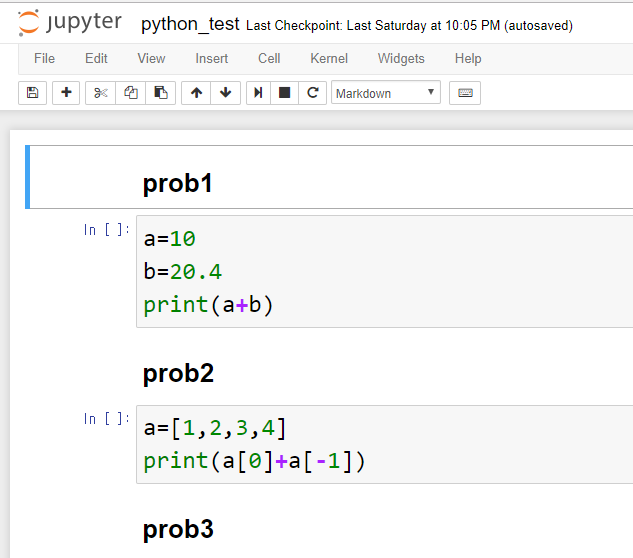 jupyter python_test Last Checkpoint: Last Saturday at 10:05 PM (autosaved)
File Edit View Insert Cell Kernel Widgets Help
Markdown
prob1
In [ ]:
a=10
b=20.4
print(a+b)
prob2
In [ ]:
a=[1,2,3,4]
print(a[0]+a[-1])
prob3